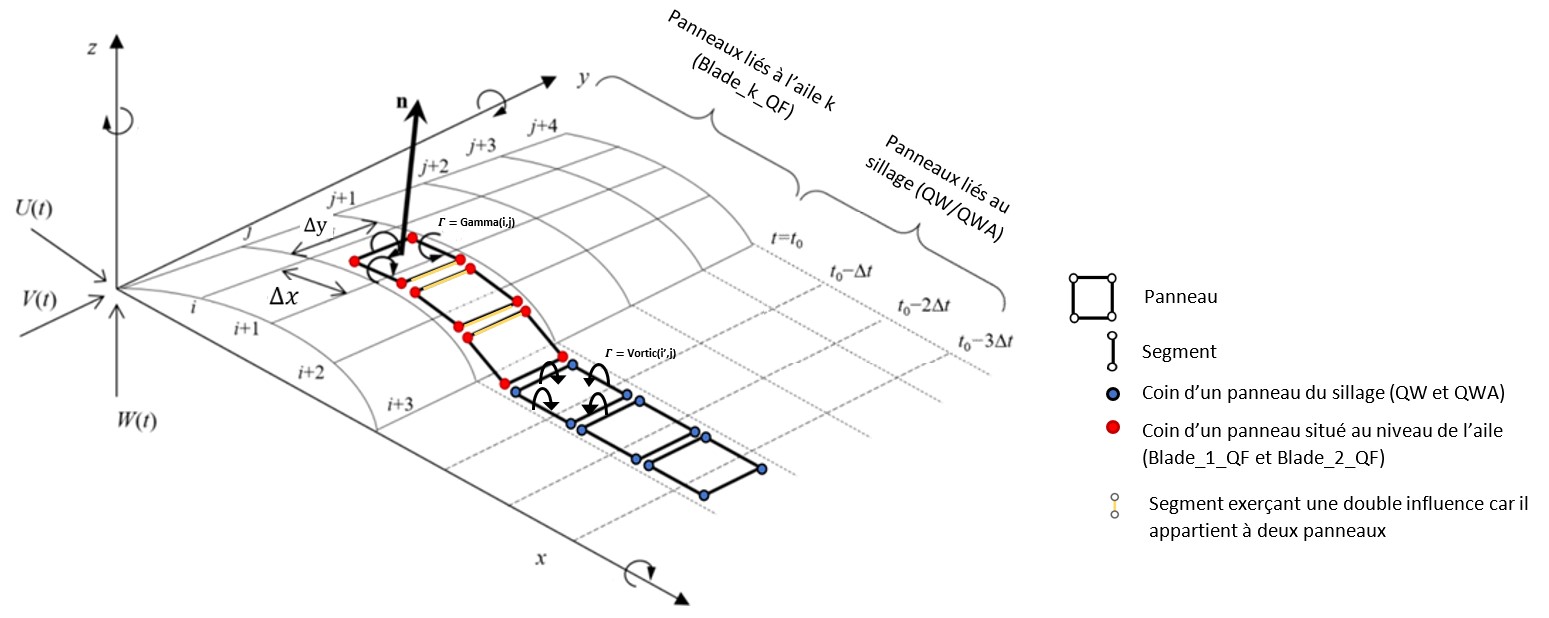 Panneaux liés à l'aile k
(Blade_k_QF)
Panneaux liés au
sillage (QW/QWA)
z
y
n
j+4
j+3
j+2
j+1
j
Δy
Γ = Gamma(i,j)
U(t)
V(t)
W(t)
Δx
i
i+1
i+2
i+3
t=t₀
t₀−Δt
t₀−2Δt
t₀−3Δt
Γ = Vortic(i',j)
x
Panneau
Segment
Coin d'un panneau du sillage (QW et QWA)
Coin d'un panneau situé au niveau de l'aile
(Blade_1_QF et Blade_2_QF)
Segment exerçant une double influence car il
appartient à deux panneaux